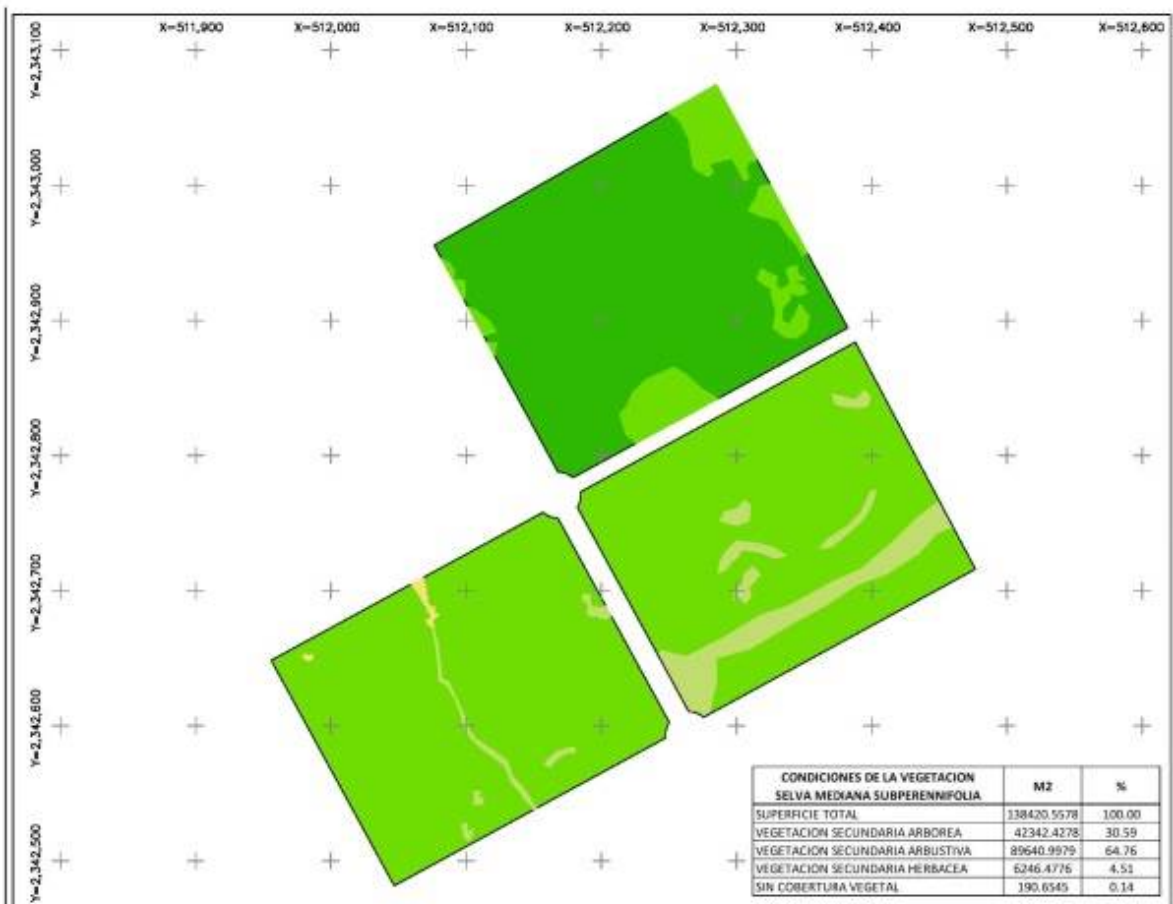 X=511,900 X=512,000 X=512,100 X=512,200 X=512,300 X=512,400 X=512,500 X=512,600
Y=2,343,100
Y=2,343,000
Y=2,342,900
Y=2,342,800
Y=2,342,700
Y=2,342,600
Y=2,342,500
CONDICIONES DE LA VEGETACION SELVA MEDIANA SUBPERENNIFOLIA M2 %
SUPERFICIE TOTAL 138420.5578 100.00
VEGETACION SECUNDARIA ARBOREA 42342.4278 30.59
VEGETACION SECUNDARIA ARBUSTIVA 89640.9979 64.76
VEGETACION SECUNDARIA HERBACEA 6246.4776 4.51
SIN COBERTURA VEGETAL 190.6545 0.14